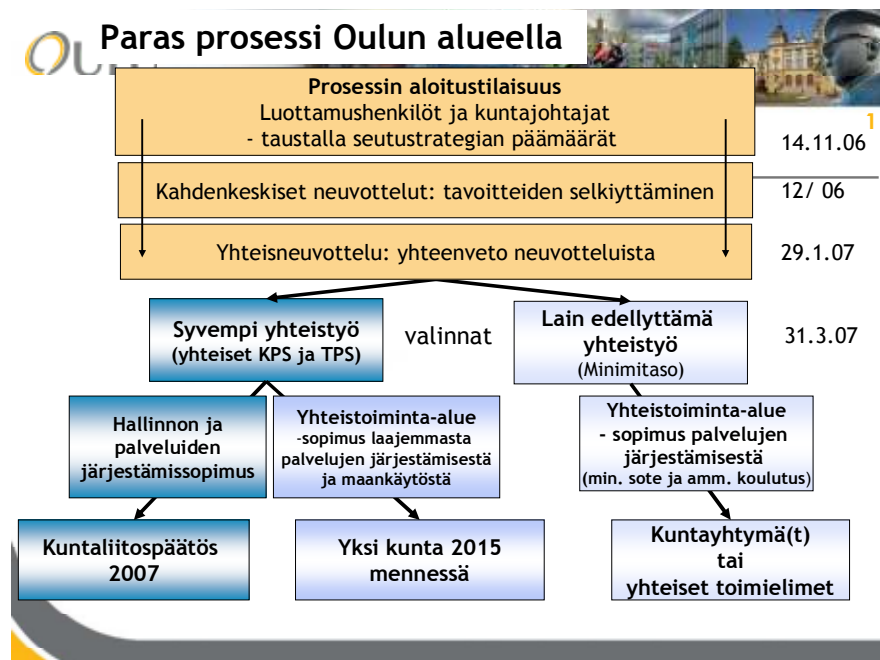 Paras prosessi Oulun alueella
Prosessin aloitustilaisuus
Luottamushenkilöt ja kuntajohtajat
- taustalla seutustrategian päämäärät
1
14.11.06
Kahdenkeskiset neuvottelut: tavoitteiden selkiyttäminen
12/ 06
Yhteisneuvottelu: yhteenveto neuvotteluista
29.1.07
Syvempi yhteistyö
(yhteiset KPS ja TPS)
valinnat
Lain edellyttämä
yhteistyö
(Minimitaso)
31.3.07
Hallinnon ja
palveluiden
järjestämissopimus
Yhteistoiminta-alue
-sopimus laajemmasta
palvelujen järjestämisestä
ja maankäytöstä
Yhteistoiminta-alue
- sopimus palvelujen
järjestämisestä
(min. sote ja amm. koulutus)
Kuntaliitospäätös
2007
Yksi kunta 2015
mennessä
Kuntayhtymä(t)
tai
yhteiset toimielimet